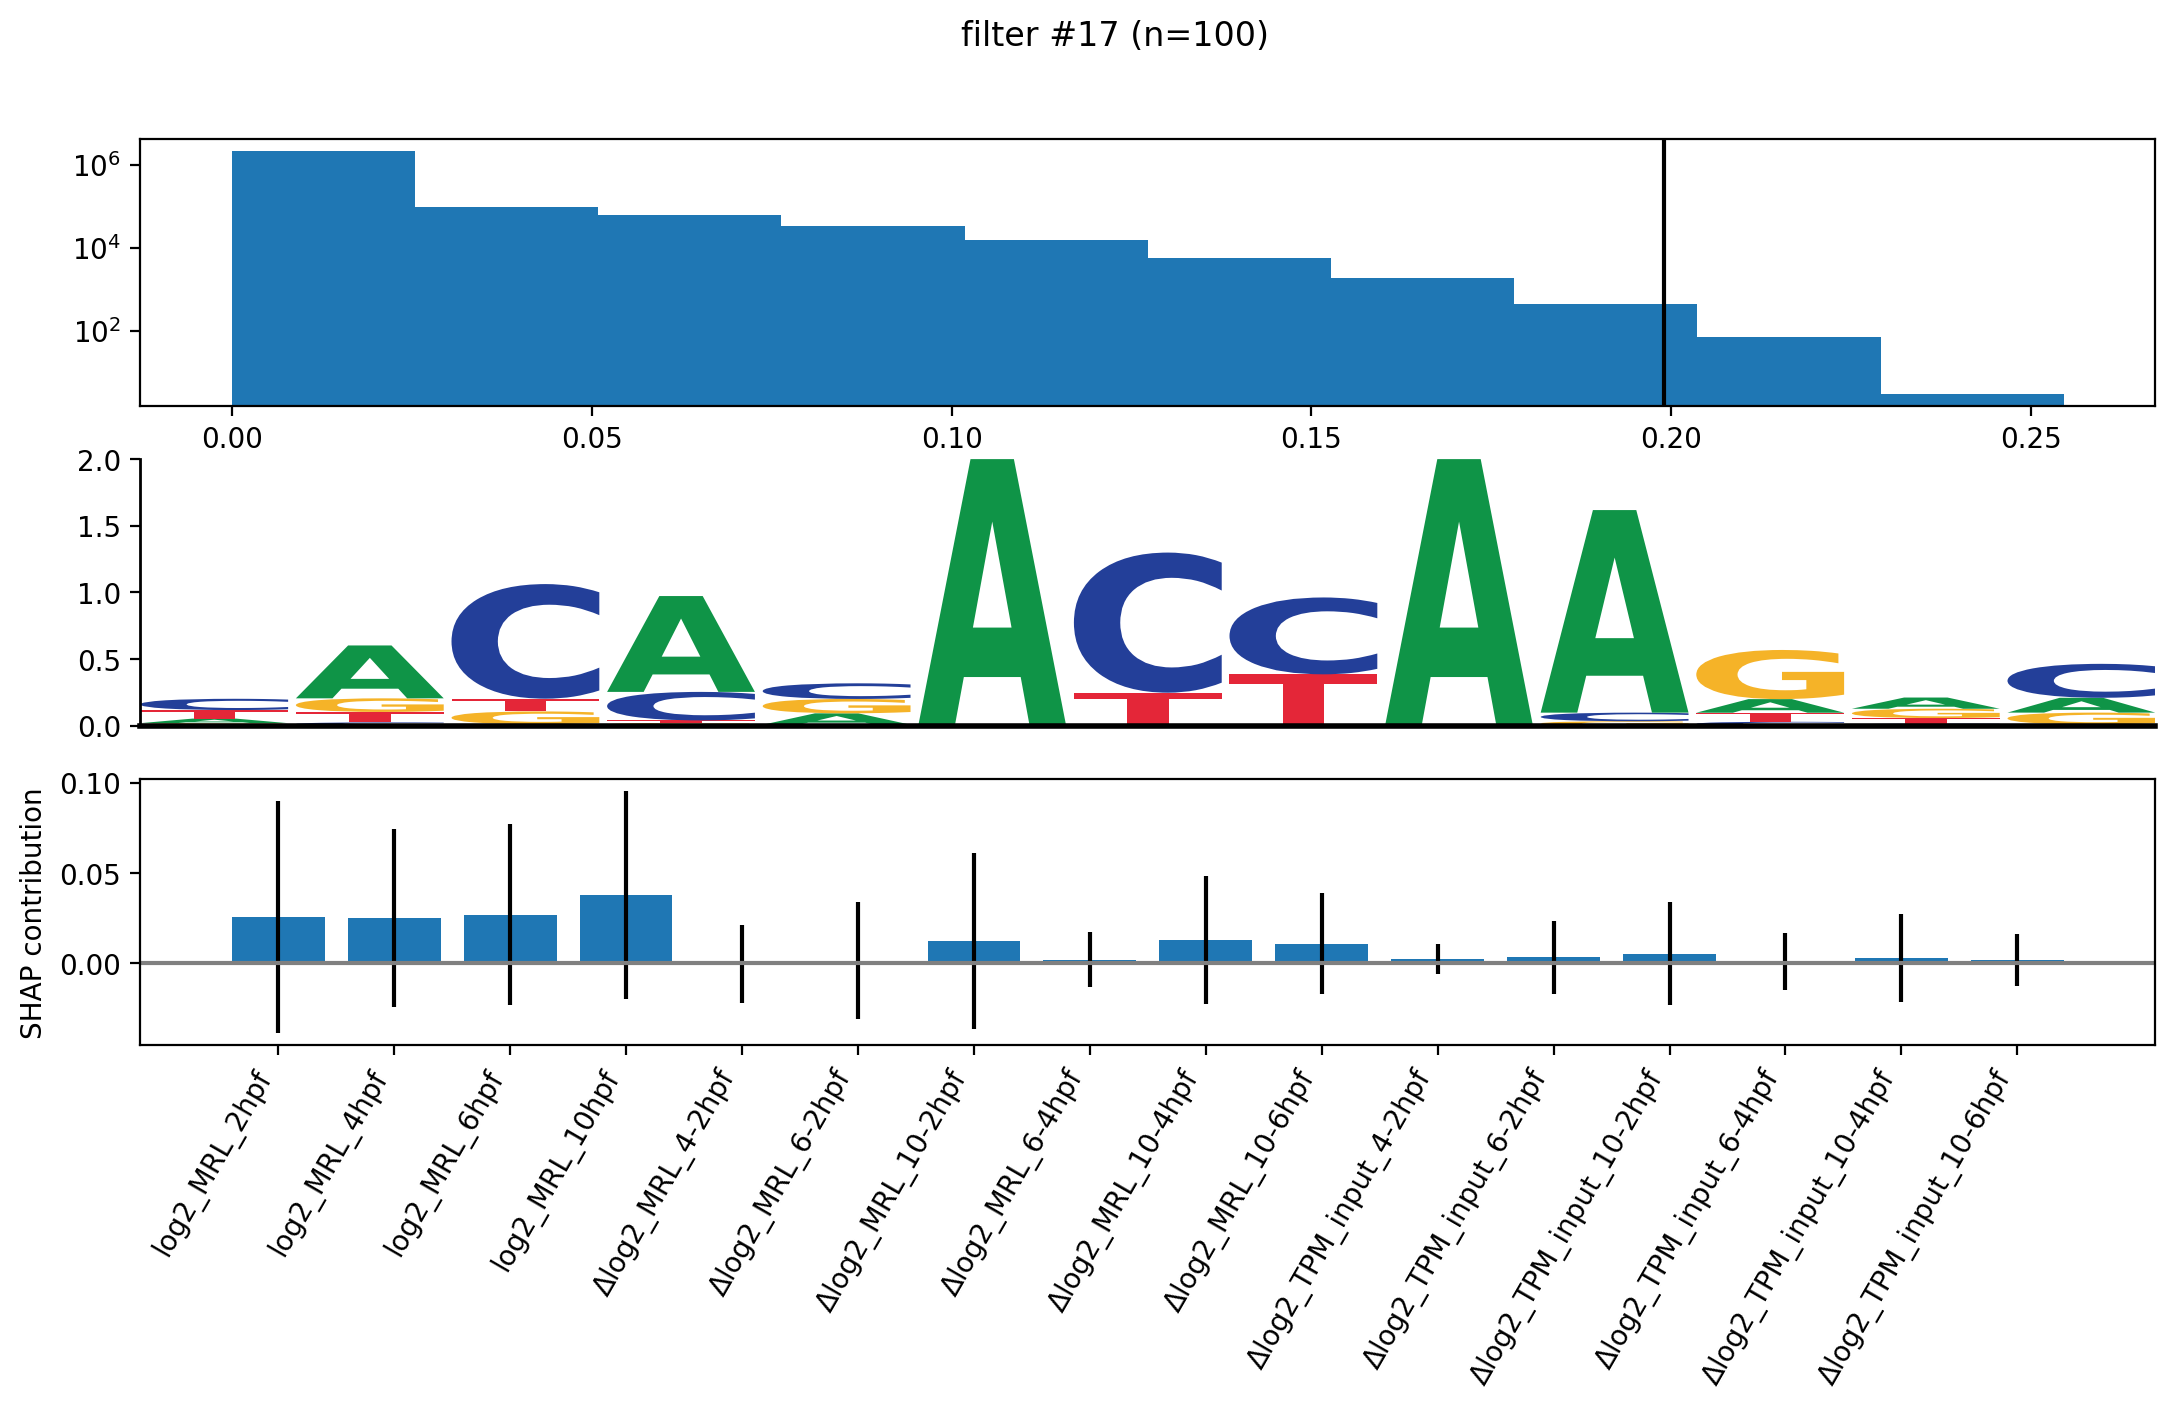 filter #17 (n=100)
10^6
10^4
10^2
0.00 0.05 0.10 0.15 0.20 0.25
2.0
1.5
1.0
0.5
0.0
C T A
A G T C
C T G
A C T
C G A
A
C T
C T
A
A C
G A T C
A G T
C A G
SHAP contribution
0.10
0.05
0.00
log2_MRL_2hpf
log2_MRL_4hpf
log2_MRL_6hpf
log2_MRL_10hpf
Δlog2_MRL_4-2hpf
Δlog2_MRL_6-2hpf
Δlog2_MRL_10-2hpf
Δlog2_MRL_6-4hpf
Δlog2_MRL_10-4hpf
Δlog2_MRL_10-6hpf
Δlog2_TPM_input_4-2hpf
Δlog2_TPM_input_6-2hpf
Δlog2_TPM_input_10-2hpf
Δlog2_TPM_input_6-4hpf
Δlog2_TPM_input_10-4hpf
Δlog2_TPM_input_10-6hpf